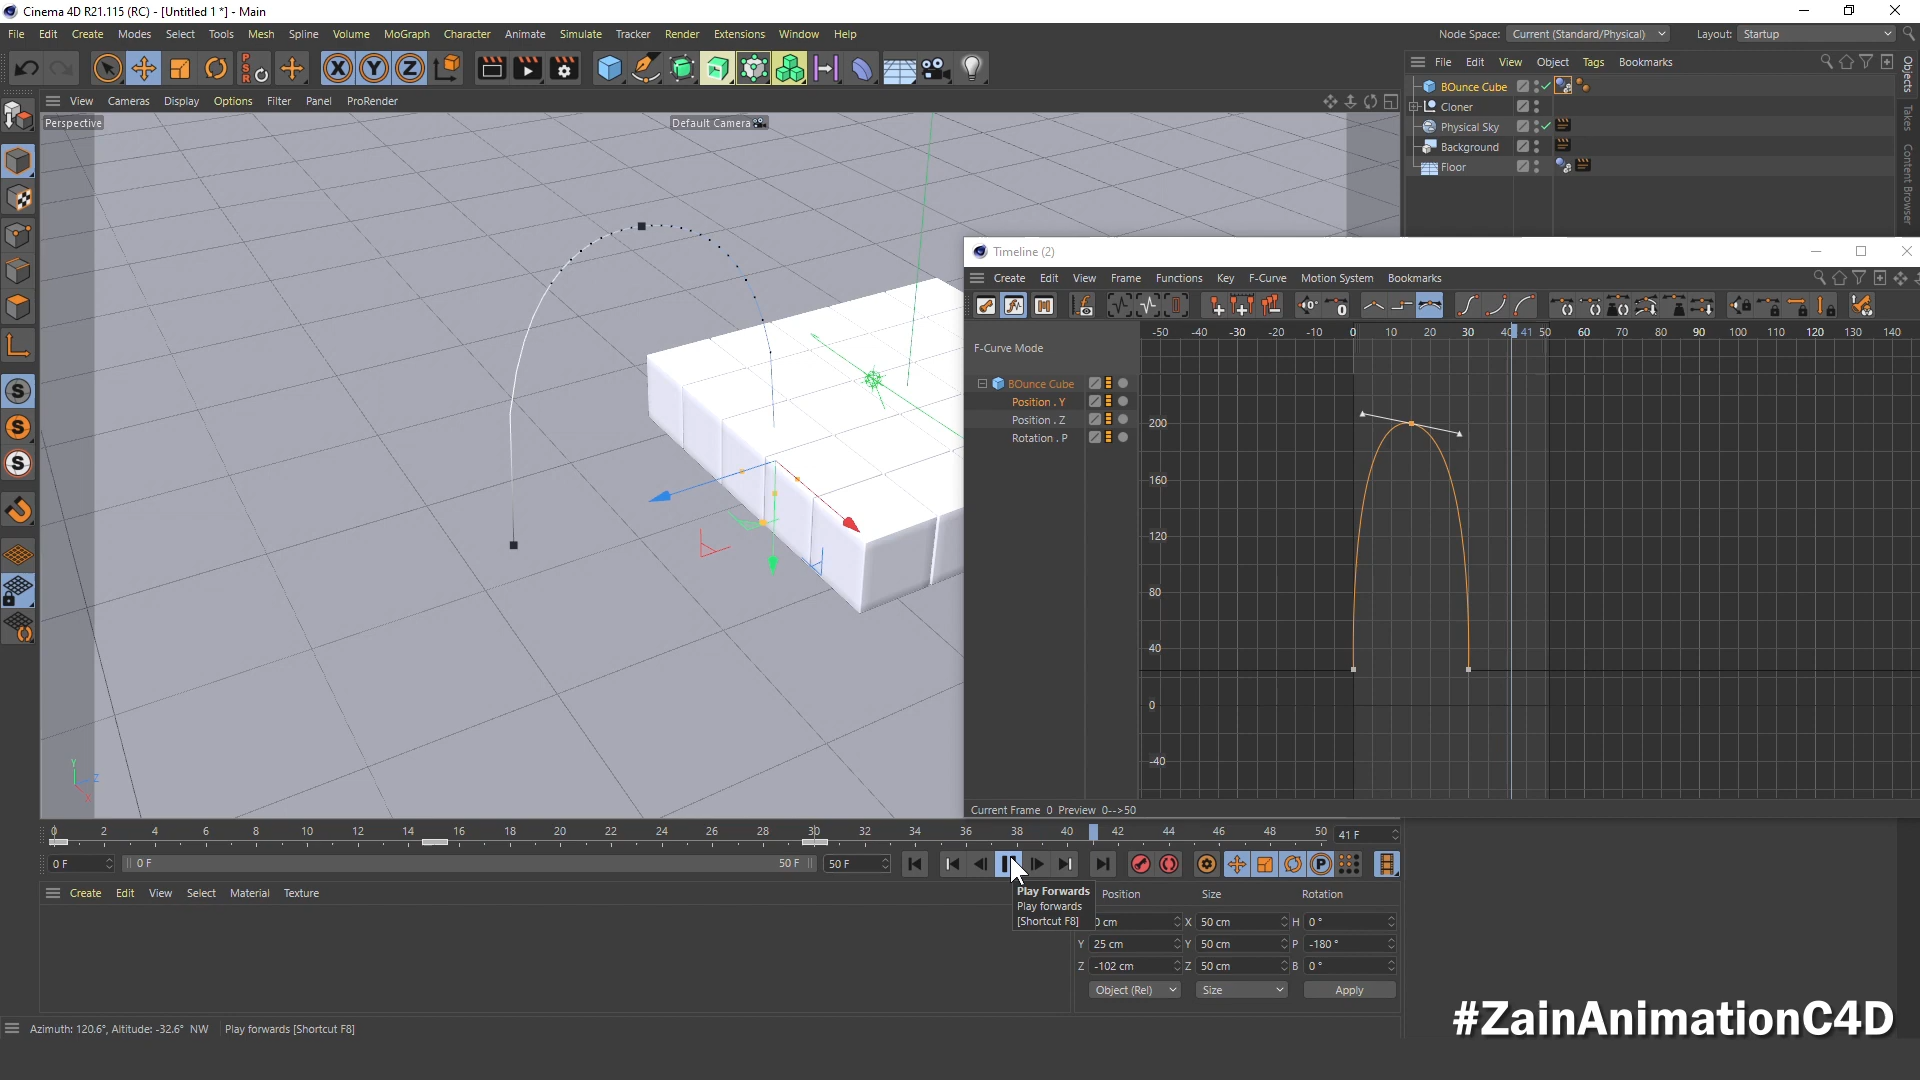 Cinema 4D R21.115 (RC) - [Untitled 1 *] - Main
File Edit Create Modes Select Tools Mesh Spline Volume MoGraph Character Animate Simulate Tracker Render Extensions Window Help
Node Space: Current (Standard/Physical) Layout: Startup
View Cameras Display Options Filter Panel ProRender
File Edit View Object Tags Bookmarks
Perspective
Default Camera
BOunce Cube
Cloner
Physical Sky
Background
Floor
Objects
Takes
Content Browser
Timeline (2)
Create Edit View Frame Functions Key F-Curve Motion System Bookmarks
-50 -40 -30 -20 -10 0 10 20 30 40 41 50 60 70 80 90 100 110 120 130 140
F-Curve Mode
BOunce Cube
Position . Y
Position . Z
Rotation . P
200
160
120
80
40
0
-40
Current Frame 0 Preview 0-->50
Y Z X
0 2 4 6 8 10 12 14 16 18 20 22 24 26 28 30 32 34 36 38 40 42 44 46 48 50 41 F
0 F 0 F 50 F 50 F
Create Edit View Select Material Texture
Play Forwards
Play forwards
[Shortcut F8]
Position Size Rotation
0 cm X 50 cm H 0 °
Y 25 cm Y 50 cm P -180 °
Z -102 cm Z 50 cm B 0 °
Object (Rel) Size Apply
#ZainAnimationC4D
Azimuth: 120.6°, Altitude: -32.6° NW Play forwards [Shortcut F8]